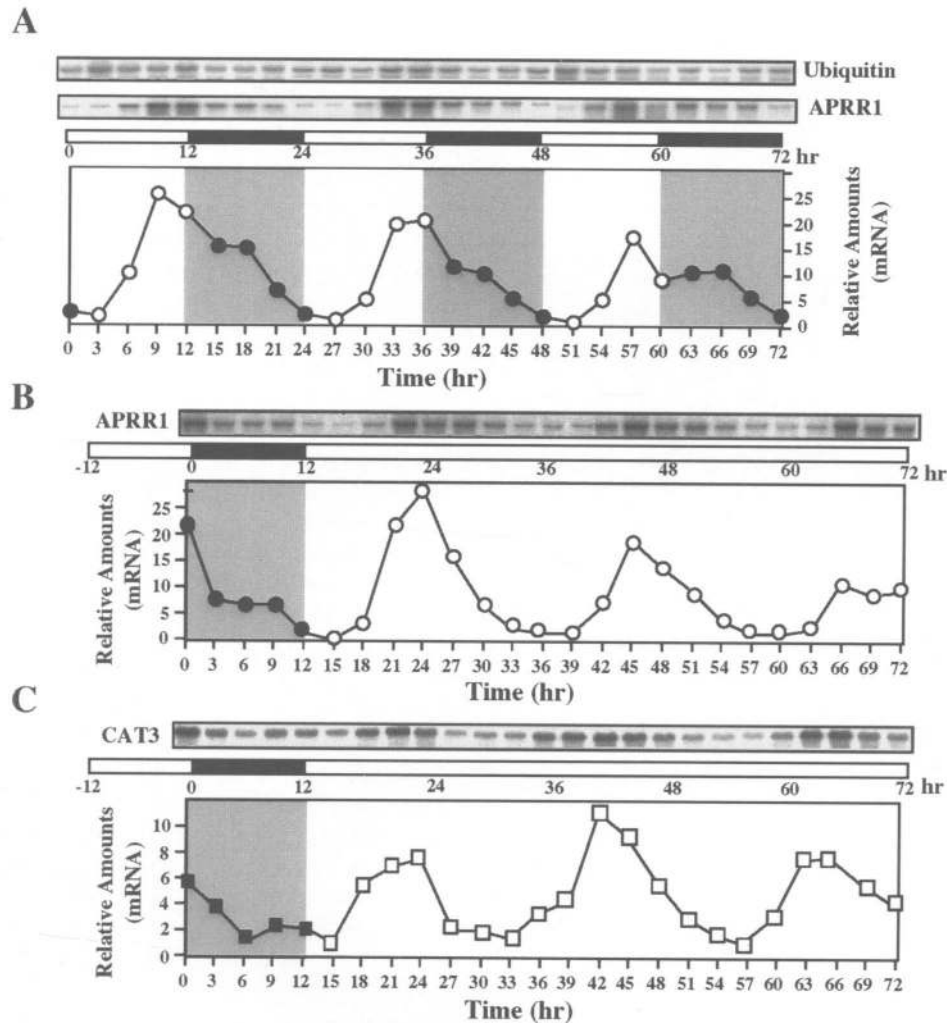 A
Ubiquitin
APRR1
0 12 24 36 48 60 72 hr
25
20
15
10
5
0
Relative Amounts
(mRNA)
0 3 6 9 12 15 18 21 24 27 30 33 36 39 42 45 48 51 54 57 60 63 66 69 72
Time (hr)
B
APRR1
-12 0 12 24 36 48 60 72 hr
25
20
15
10
5
0
Relative Amounts
(mRNA)
0 3 6 9 12 15 18 21 24 27 30 33 36 39 42 45 48 51 54 57 60 63 66 69 72
Time (hr)
C
CAT3
-12 0 12 24 36 48 60 72 hr
10
8
6
4
2
0
Relative Amounts
(mRNA)
0 3 6 9 12 15 18 21 24 27 30 33 36 39 42 45 48 51 54 57 60 63 66 69 72
Time (hr)